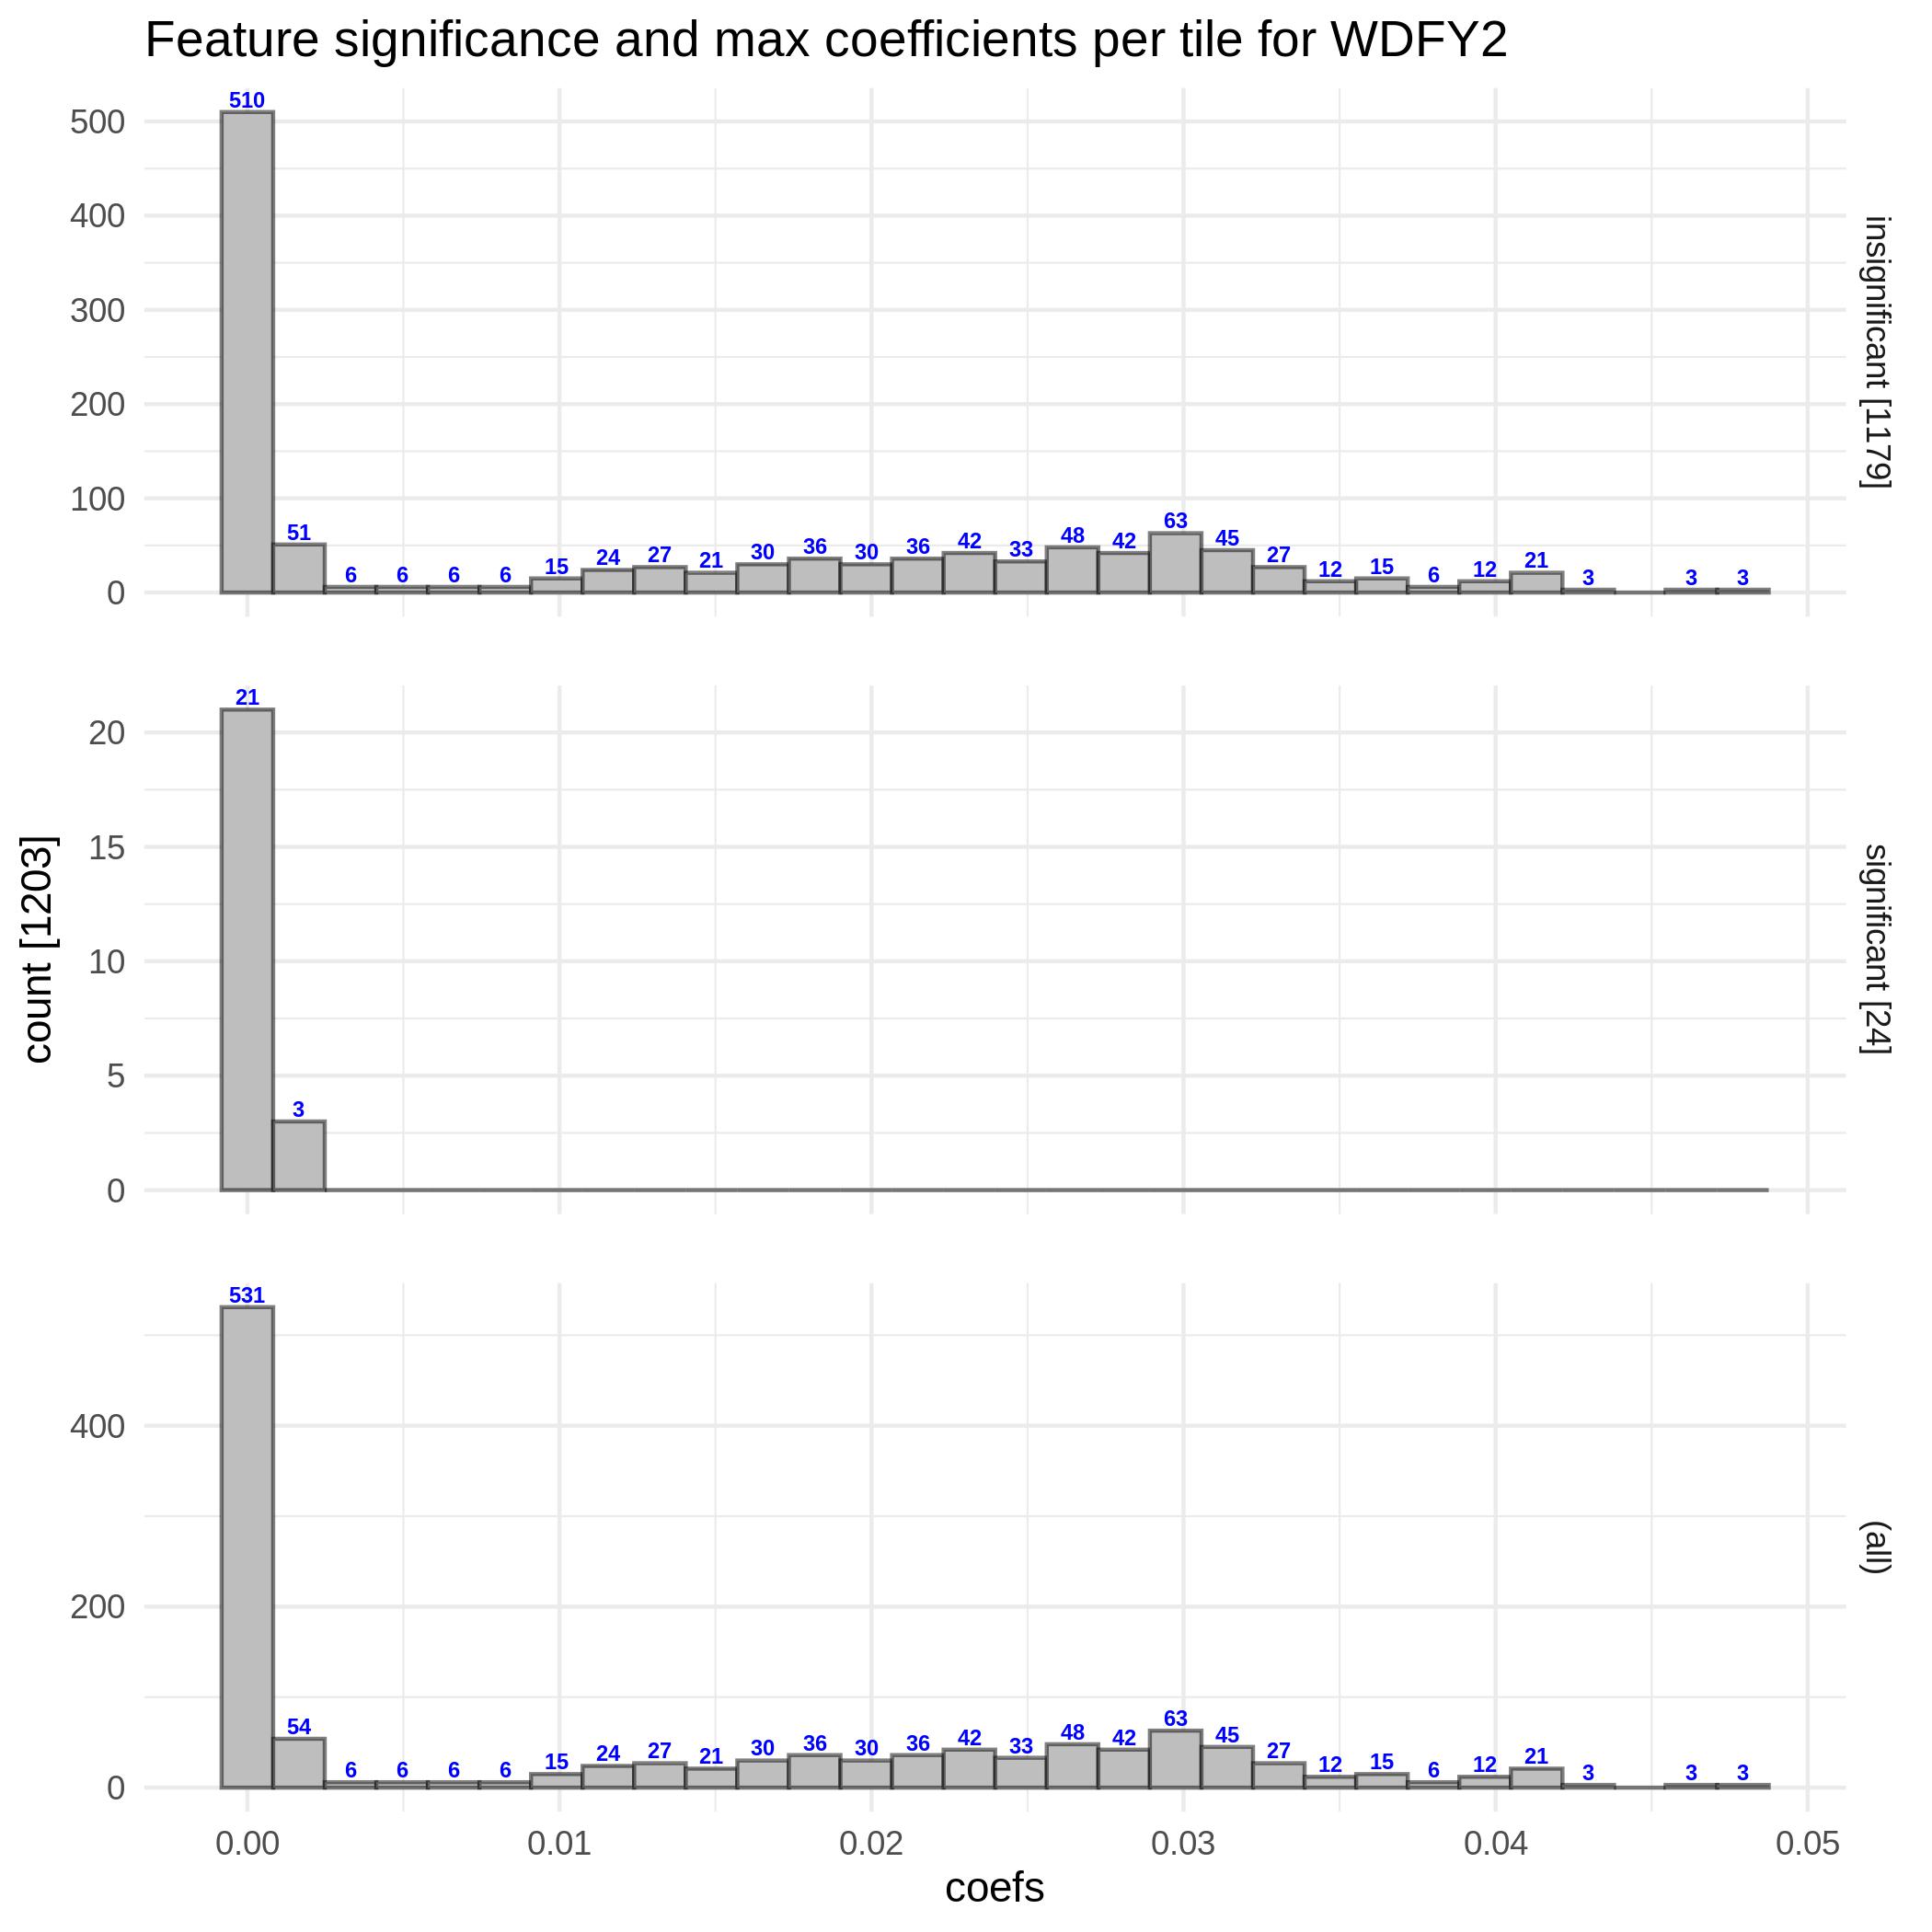 Feature significance and max coefficients per tile for WDFY2
510
500
400
300
200
100
0
51 6 6 6 6 15 24 27 21 30 36 30 36 42 33 48 42 63 45 27 12 15 6 12 21 3 3 3
insignificant [1179]
21
20
15
10
5
0
3
significant [24]
count [1203]
531
400
200
0
54 6 6 6 6 15 24 27 21 30 36 30 36 42 33 48 42 63 45 27 12 15 6 12 21 3 3 3
(all)
0.00 0.01 0.02 0.03 0.04 0.05
coefs